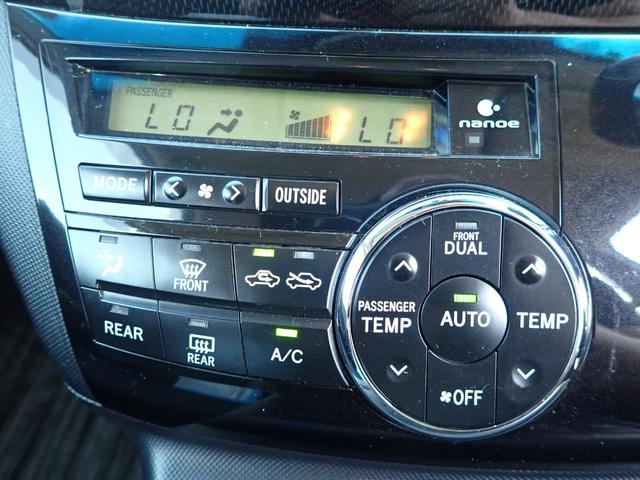 PASSENGER
LO
LO
nanoe
MODE
OUTSIDE
FRONT
DUAL
FRONT
PASSENGER
TEMP
AUTO
TEMP
REAR
REAR
A/C
OFF